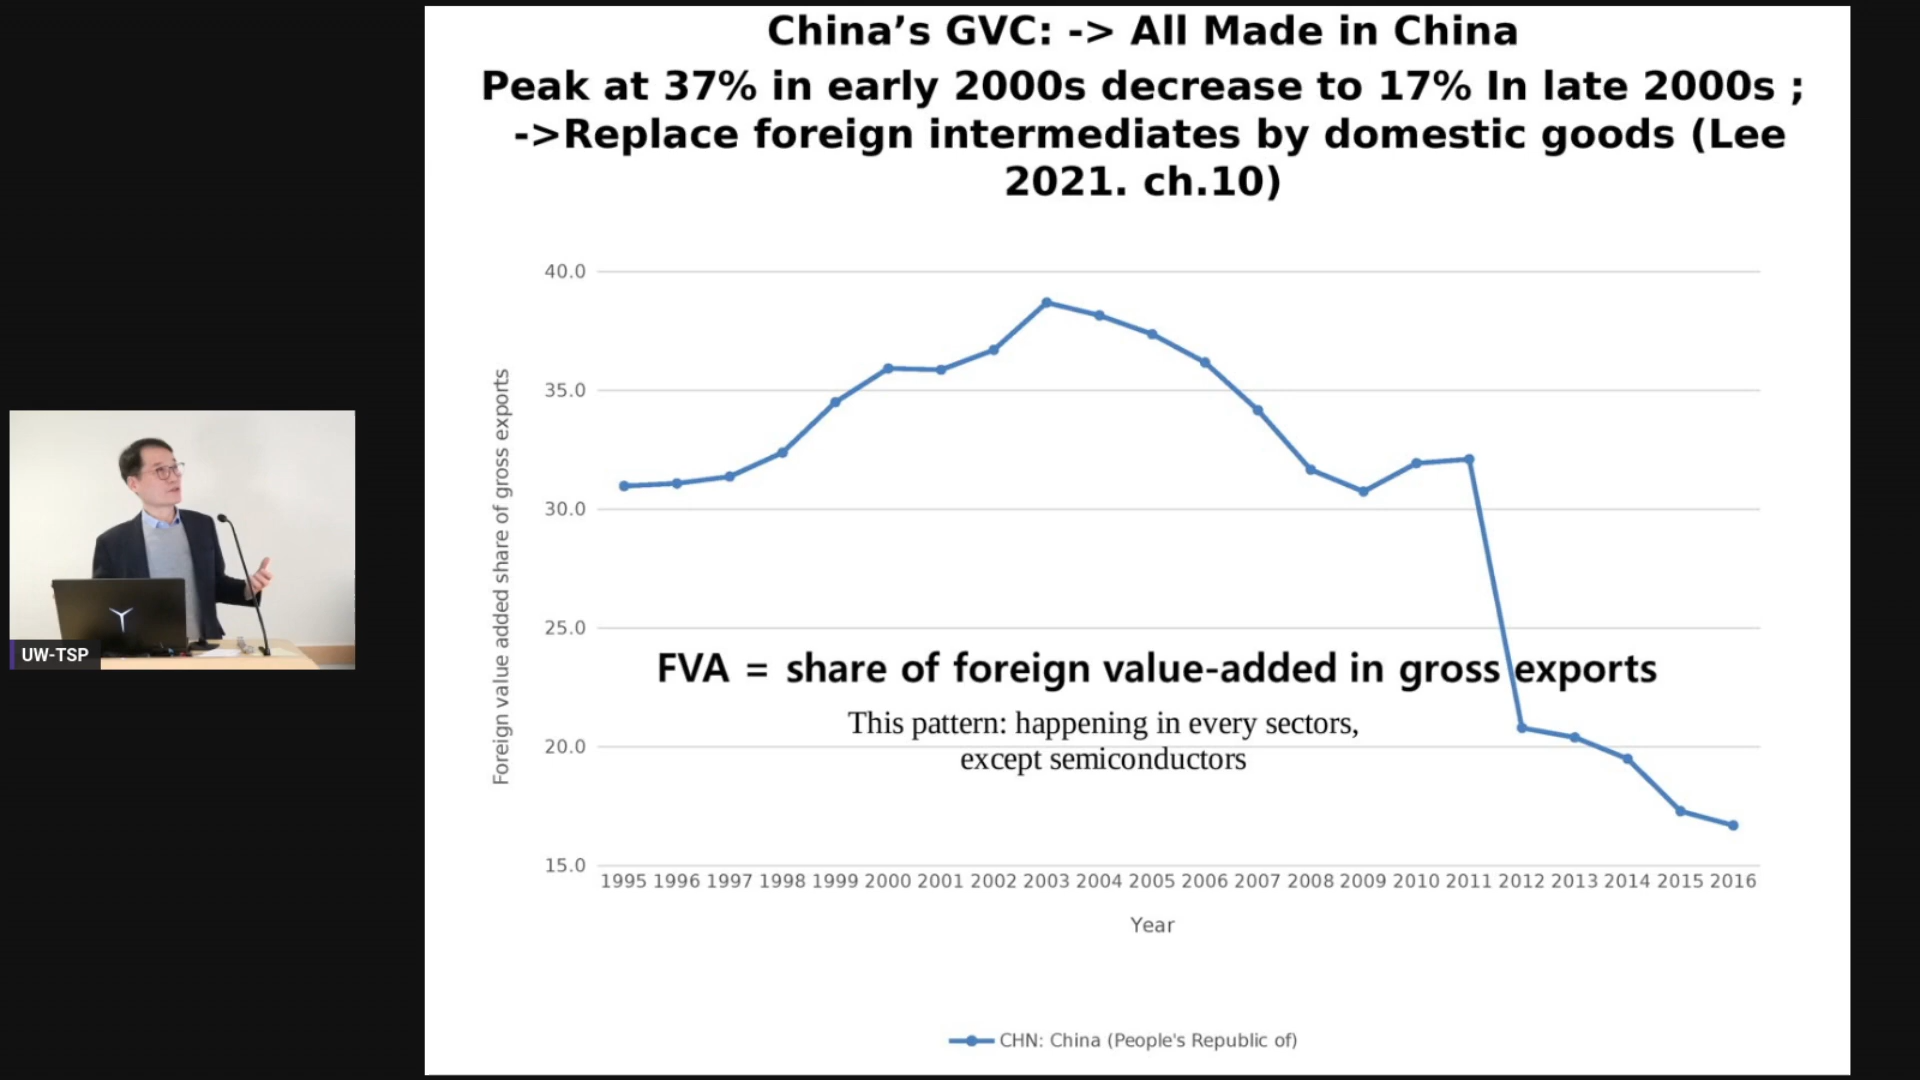 China’s GVC: -> All Made in China
Peak at 37% in early 2000s decrease to 17% In late 2000s ;
->Replace foreign intermediates by domestic goods (Lee
2021. ch.10)
40.0
35.0
30.0
25.0
20.0
15.0
Foreign value added share of gross exports
FVA = share of foreign value-added in gross exports
This pattern: happening in every sectors,
except semiconductors
1995 1996 1997 1998 1999 2000 2001 2002 2003 2004 2005 2006 2007 2008 2009 2010 2011 2012 2013 2014 2015 2016
Year
CHN: China (People's Republic of)
UW-TSP